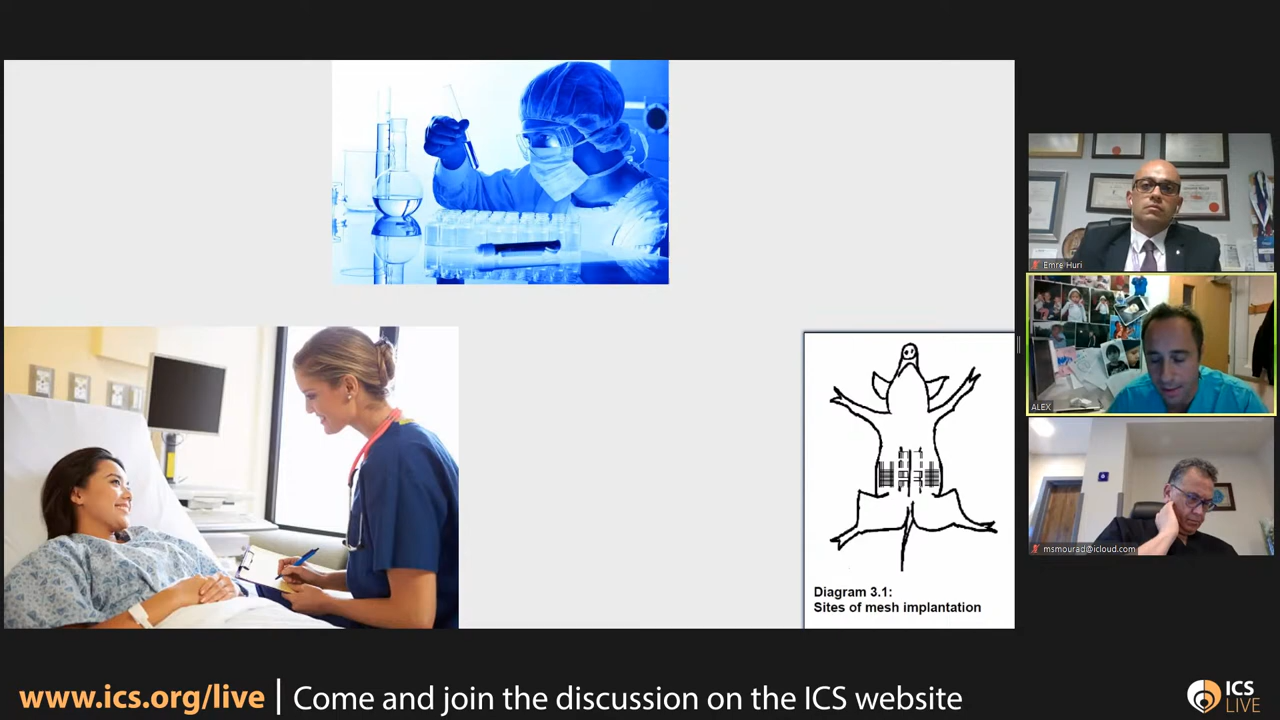 Emre Huri
ALEX
msmourad@icloud.com
Diagram 3.1:
Sites of mesh implantation
www.ics.org/live | Come and join the discussion on the ICS website
ICS
LIVE